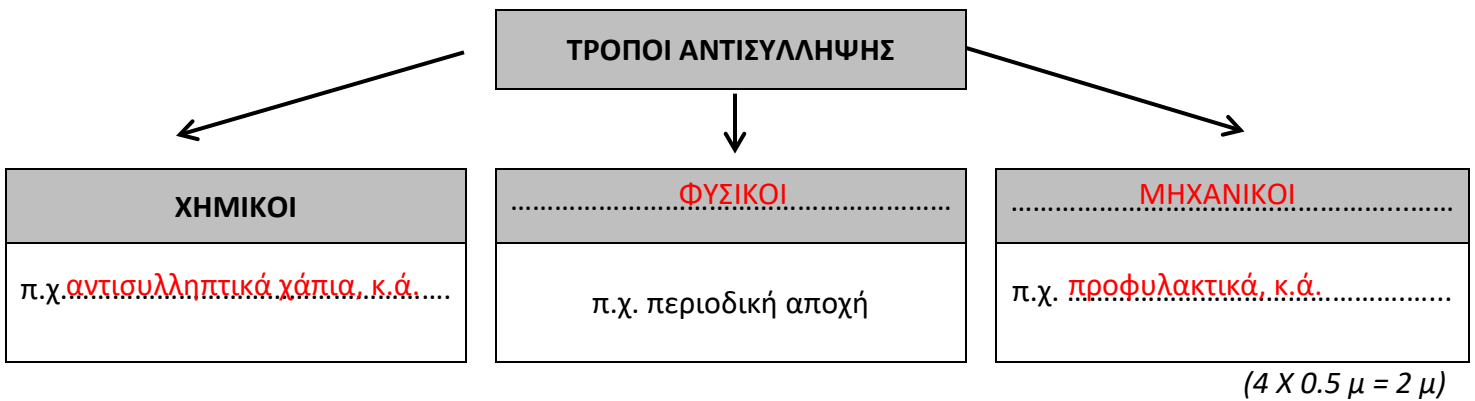 ΤΡΟΠΟΙ ΑΝΤΙΣΥΛΛΗΨΗΣ
ΧΗΜΙΚΟΙ
ΦΥΣΙΚΟΙ
ΜΗΧΑΝΙΚΟΙ
π.χ. αντισυλληπτικά χάπια, κ.ά.
π.χ. περιοδική αποχή
π.χ. προφυλακτικά, κ.ά.
(4 Χ 0.5 μ = 2 μ)